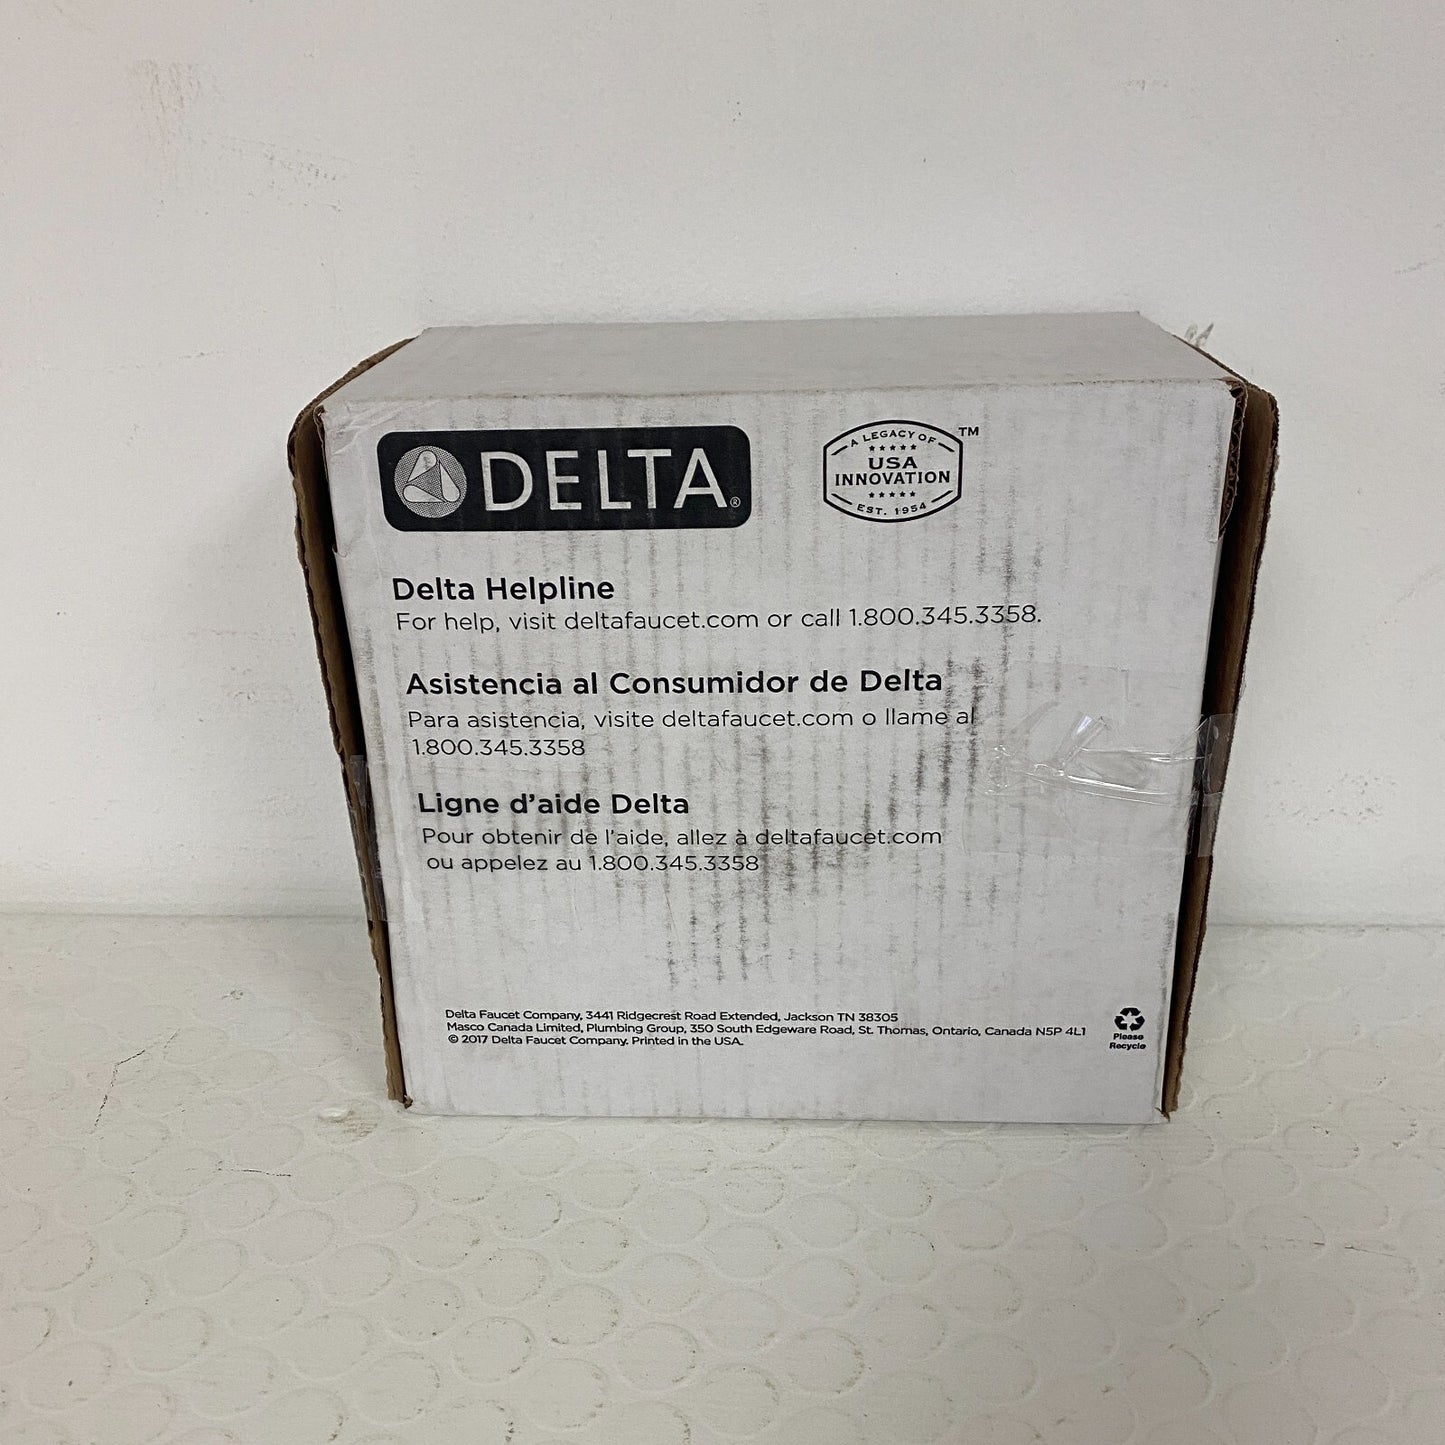 DELTA®
A LEGACY OF
USA
INNOVATION
EST. 1954
™
Delta Helpline
For help, visit deltafaucet.com or call 1.800.345.3358.
Asistencia al Consumidor de Delta
Para asistencia, visite deltafaucet.com o llame al
1.800.345.3358
Ligne d'aide Delta
Pour obtenir de l'aide, allez à deltafaucet.com
ou appelez au 1.800.345.3358
Delta Faucet Company, 3441 Ridgecrest Road Extended, Jackson TN 38305
Masco Canada Limited, Plumbing Group, 350 South Edgeware Road, St. Thomas, Ontario, Canada N5P 4L1
© 2017 Delta Faucet Company. Printed in the USA.
Please
Recycle